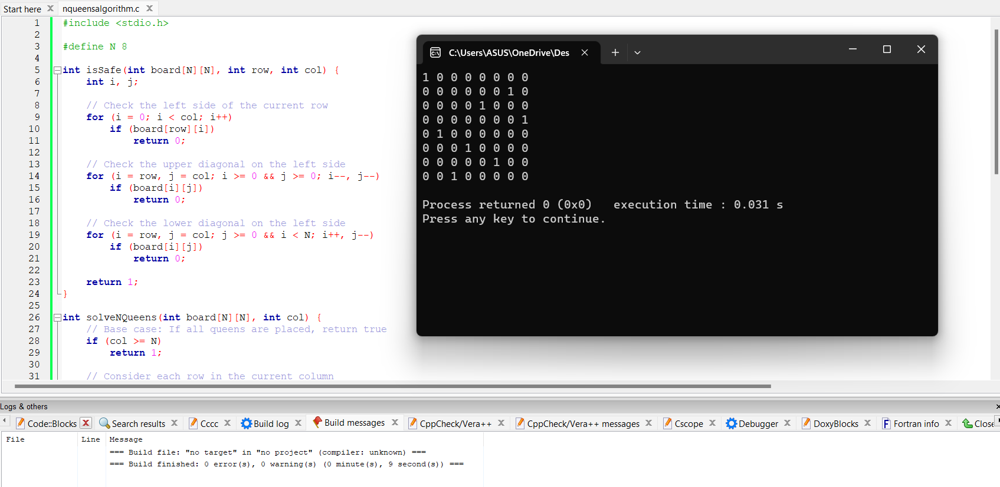 Start here X nqueensalgorithm.c X
1 #include <stdio.h>
2
3 #define N 8
4
5 int isSafe(int board[N][N], int row, int col) {
6     int i, j;
7
8     // Check the left side of the current row
9     for (i = 0; i < col; i++)
10         if (board[row][i])
11             return 0;
12
13     // Check the upper diagonal on the left side
14     for (i = row, j = col; i >= 0 && j >= 0; i--, j--)
15         if (board[i][j])
16             return 0;
17
18     // Check the lower diagonal on the left side
19     for (i = row, j = col; j >= 0 && i < N; i++, j--)
20         if (board[i][j])
21             return 0;
22
23     return 1;
24 }
25
26 int solveNQueens(int board[N][N], int col) {
27     // Base case: If all queens are placed, return true
28     if (col >= N)
29         return 1;
30
31     // Consider each row in the current column
C:\Users\ASUS\OneDrive\Des
1 0 0 0 0 0 0 0
0 0 0 0 0 0 1 0
0 0 0 0 1 0 0 0
0 0 0 0 0 0 0 1
0 1 0 0 0 0 0 0
0 0 0 1 0 0 0 0
0 0 0 0 0 1 0 0
0 0 1 0 0 0 0 0
Process returned 0 (0x0)   execution time : 0.031 s
Press any key to continue.
Logs & others
Code::Blocks X Search results X Cccc X Build log X Build messages X CppCheck/Vera++ X CppCheck/Vera++ messages X Cscope X Debugger X DoxyBlocks X F Fortran info X Close
File Line Message
=== Build file: "no target" in "no project" (compiler: unknown) ===
=== Build finished: 0 error(s), 0 warning(s) (0 minute(s), 9 second(s)) ===